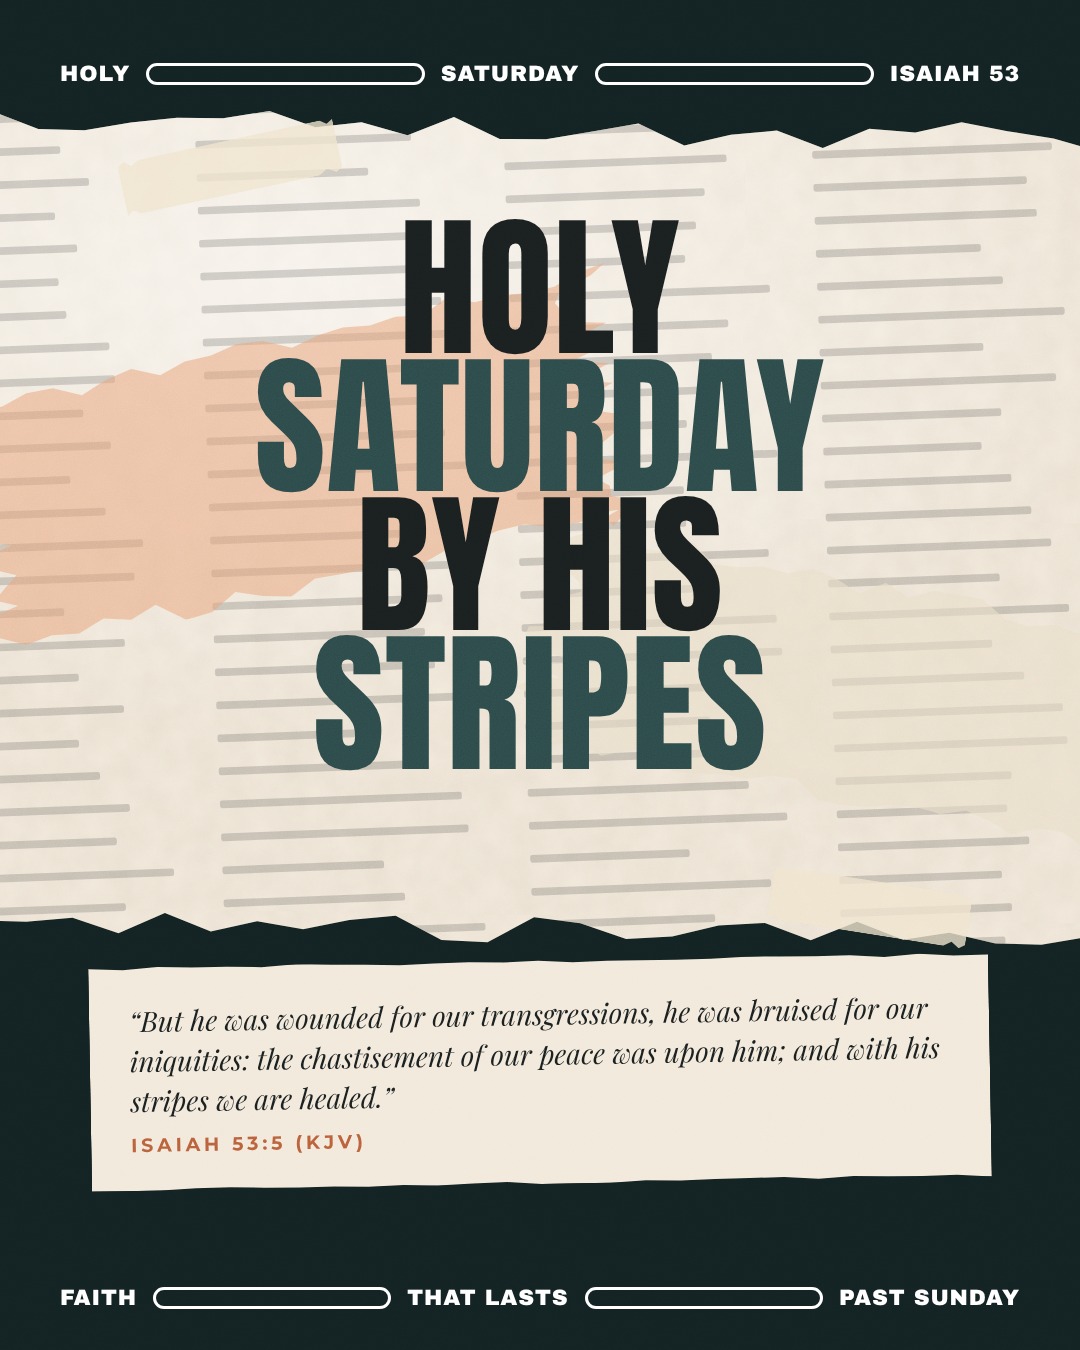 HOLY SATURDAY ISAIAH 53
HOLY
SATURDAY
BY HIS
STRIPES
“But he was wounded for our transgressions, he was bruised for our
iniquities: the chastisement of our peace was upon him; and with his
stripes we are healed.”
ISAIAH 53:5 (KJV)
FAITH THAT LASTS PAST SUNDAY